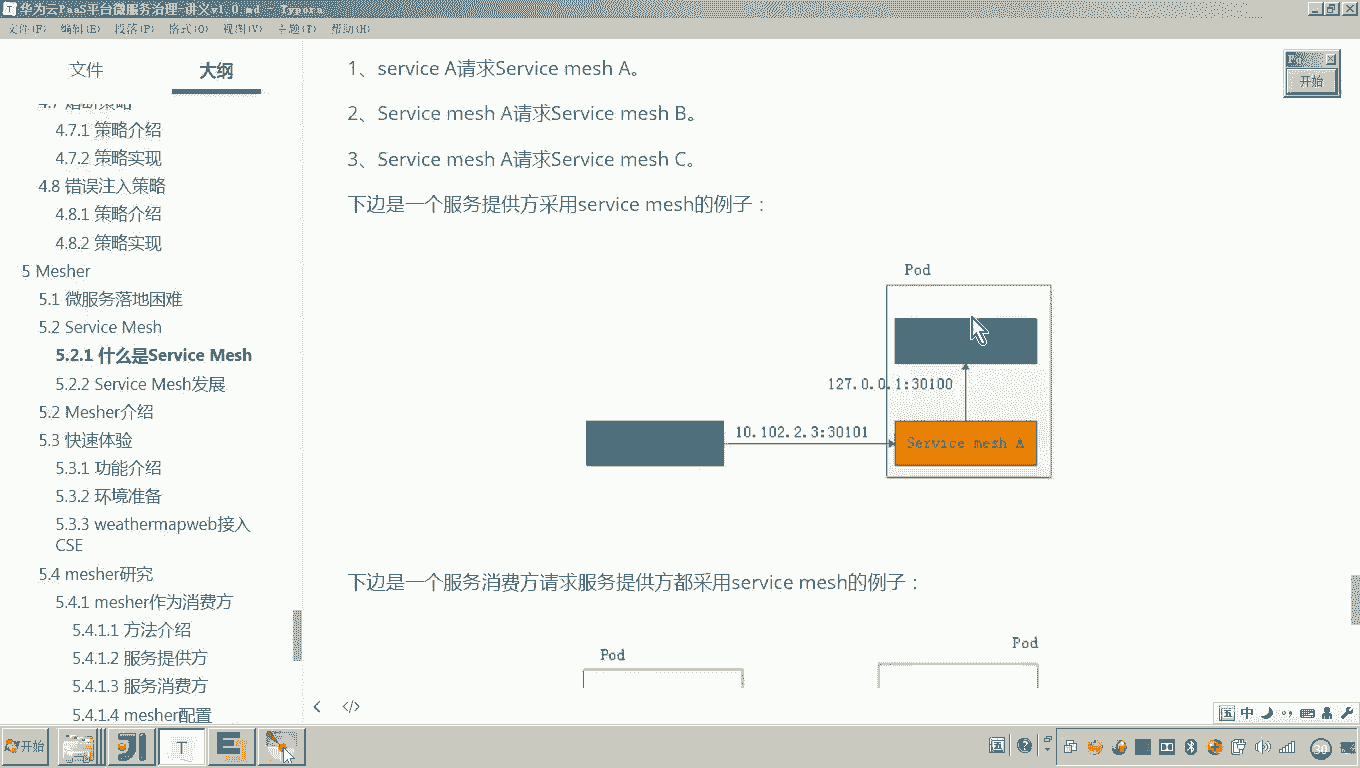 华为云PaaS平台微服务治理-讲义v1.0.md - Typora
文件(F) 编辑(E) 段落(P) 格式(O) 视图(V) 主题(T) 帮助(H)
文件
大纲
4.7 熔断策略
4.7.1 策略介绍
4.7.2 策略实现
4.8 错误注入策略
4.8.1 策略介绍
4.8.2 策略实现
5 Mesher
5.1 微服务落地困难
5.2 Service Mesh
5.2.1 什么是Service Mesh
5.2.2 Service Mesh发展
5.2 Mesher介绍
5.3 快速体验
5.3.1 功能介绍
5.3.2 环境准备
5.3.3 weathermapweb接入
CSE
5.4 mesher研究
5.4.1 mesher作为消费方
5.4.1.1 方法介绍
5.4.1.2 服务提供方
5.4.1.3 服务消费方
5.4.1.4 mesher配置
1、service A请求Service mesh A。
2、Service mesh A请求Service mesh B。
3、Service mesh A请求Service mesh C。
下边是一个服务提供方采用service mesh的例子：
Pod
127.0.0.1:30100
10.102.2.3:30101
Service mesh A
下边是一个服务消费方请求服务提供方都采用service mesh的例子：
Pod
Pod
</>
开始
中
开始
T
30